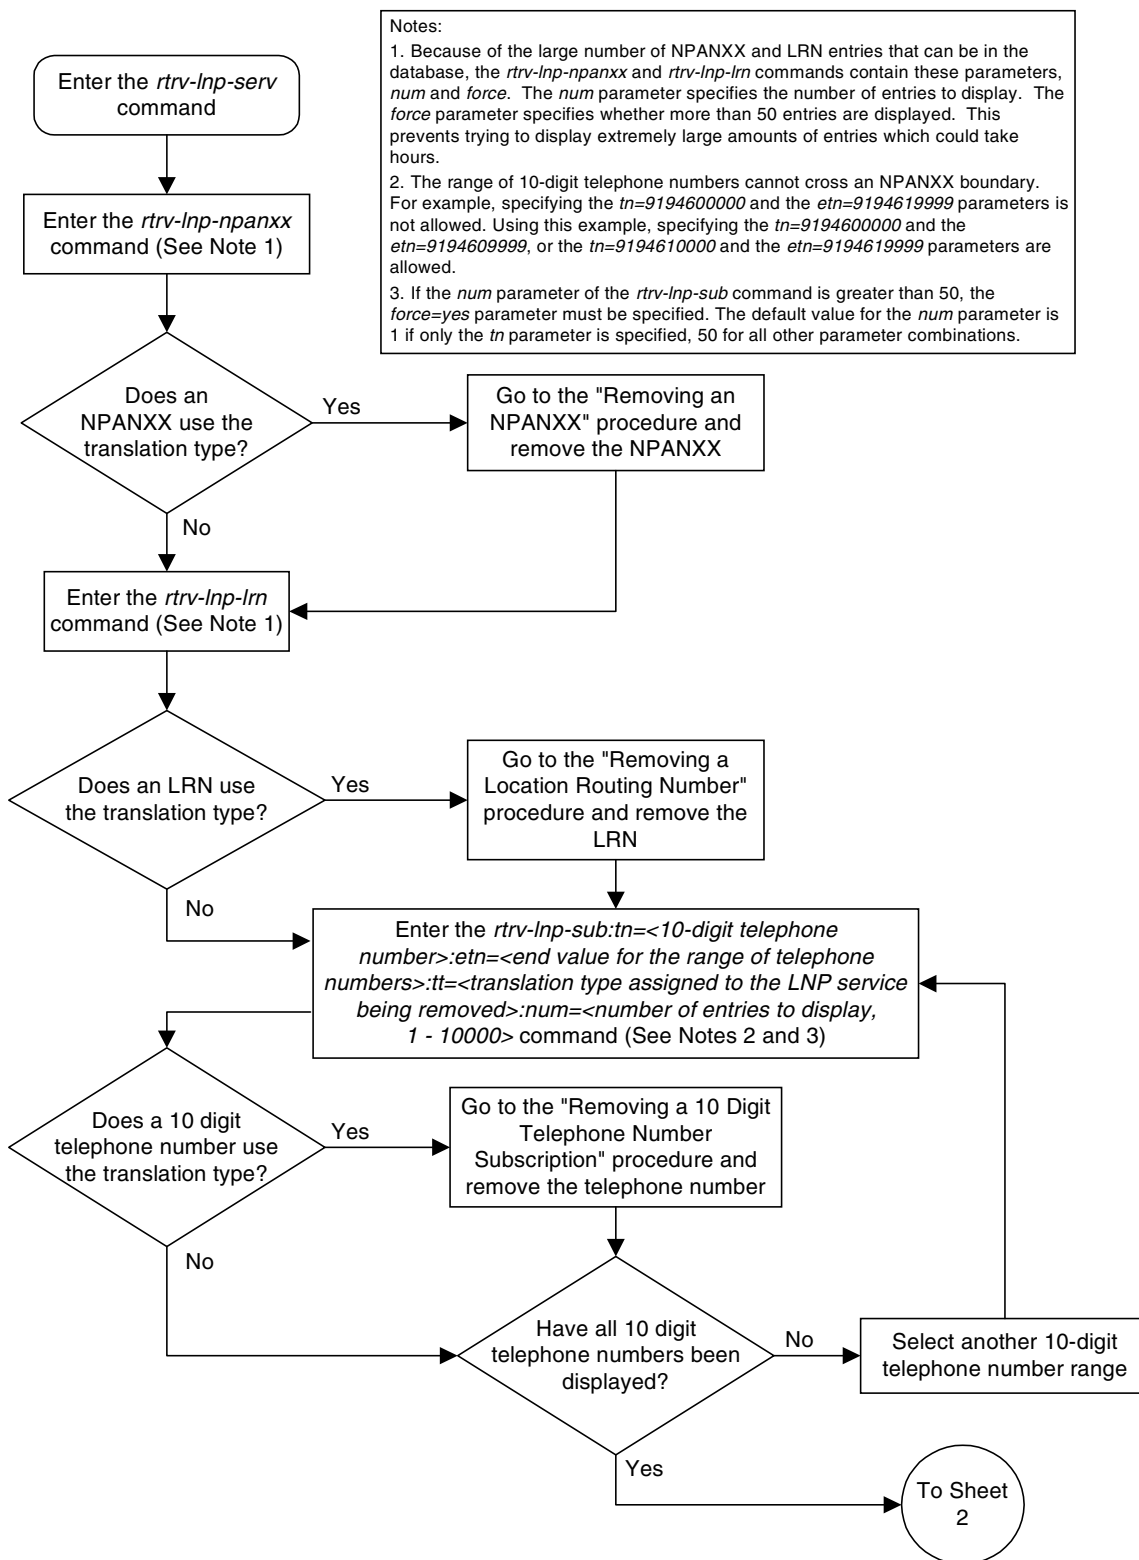 Notes:
1. Because of the large number of NPANXX and LRN entries that can be in the
database, the rtrv-lnp-npanxx and rtrv-lnp-lrn commands contain these parameters,
num and force. The num parameter specifies the number of entries to display. The
force parameter specifies whether more than 50 entries are displayed. This
prevents trying to display extremely large amounts of entries which could take
hours.
2. The range of 10-digit telephone numbers cannot cross an NPANXX boundary.
For example, specifying the tn=9194600000 and the etn=9194619999 parameters is
not allowed. Using this example, specifying the tn=9194600000 and the
etn=9194609999, or the tn=9194610000 and the etn=9194619999 parameters are
allowed.
3. If the num parameter of the rtrv-lnp-sub command is greater than 50, the
force=yes parameter must be specified. The default value for the num parameter is
1 if only the tn parameter is specified, 50 for all other parameter combinations.
Enter the rtrv-lnp-serv
command
Enter the rtrv-lnp-npanxx
command (See Note 1)
Does an
NPANXX use the
translation type?
Yes
Go to the "Removing an
NPANXX" procedure and
remove the NPANXX
No
Enter the rtrv-lnp-lrn
command (See Note 1)
Does an LRN use
the translation type?
Yes
Go to the "Removing a
Location Routing Number"
procedure and remove the
LRN
No
Enter the rtrv-lnp-sub:tn=<10-digit telephone
number>:etn=<end value for the range of telephone
numbers>:tt=<translation type assigned to the LNP service
being removed>:num=<number of entries to display,
1 - 10000> command (See Notes 2 and 3)
Does a 10 digit
telephone number use
the translation type?
Yes
Go to the "Removing a 10 Digit
Telephone Number
Subscription" procedure and
remove the telephone number
No
Have all 10 digit
telephone numbers been
displayed?
No
Select another 10-digit
telephone number range
Yes
To Sheet
2